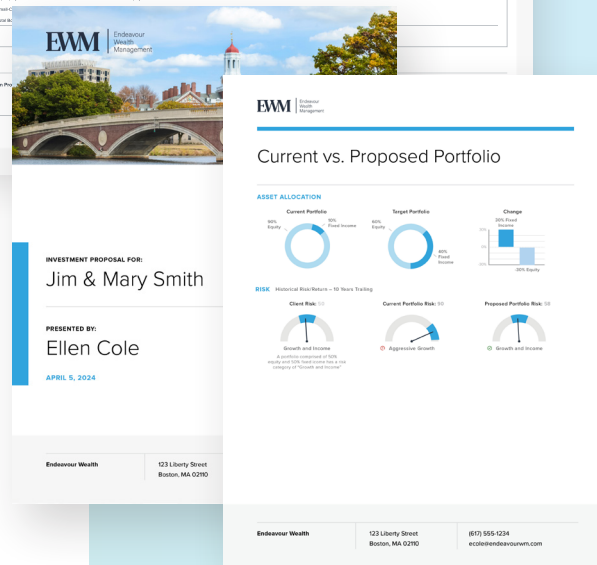 EWM
Endeavour
Wealth
Management
INVESTMENT PROPOSAL FOR:
Jim & Mary Smith
PRESENTED BY:
Ellen Cole
APRIL 5, 2024
Endeavour Wealth
123 Liberty Street
Boston, MA 02110
EWM
Endeavour
Wealth
Management
Current vs. Proposed Portfolio
ASSET ALLOCATION
Current Portfolio
90%
Equity
10%
Fixed Income
Target Portfolio
60%
Equity
40%
Fixed
Income
Change
30% Fixed
Income
0%
-30% Equity
RISK Historical Risk/Return – 10 Years Trailing
Client Risk: 50
Growth and Income
A portfolio comprised of 50%
equity and 50% fixed income has a risk
category of "Growth and Income"
Current Portfolio Risk: 90
Aggressive Growth
Proposed Portfolio Risk: 58
Growth and Income
Endeavour Wealth
123 Liberty Street
Boston, MA 02110
(617) 555-1234
ecole@endeavourwm.com